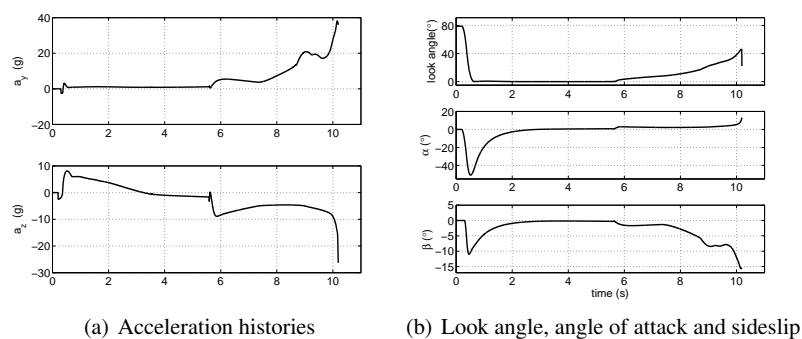 40
20
0
−20
a_y (g)
0 2 4 6 8 10
10
0
−10
−20
−30
a_z (g)
0 2 4 6 8 10
80
60
40
20
0
look angle(°)
0 2 4 6 8 10
20
0
−20
−40
α (°)
0 2 4 6 8 10
5
0
−5
−10
−15
β (°)
0 2 4 6 8 10
time (s)
(a) Acceleration histories
(b) Look angle, angle of attack and sideslip